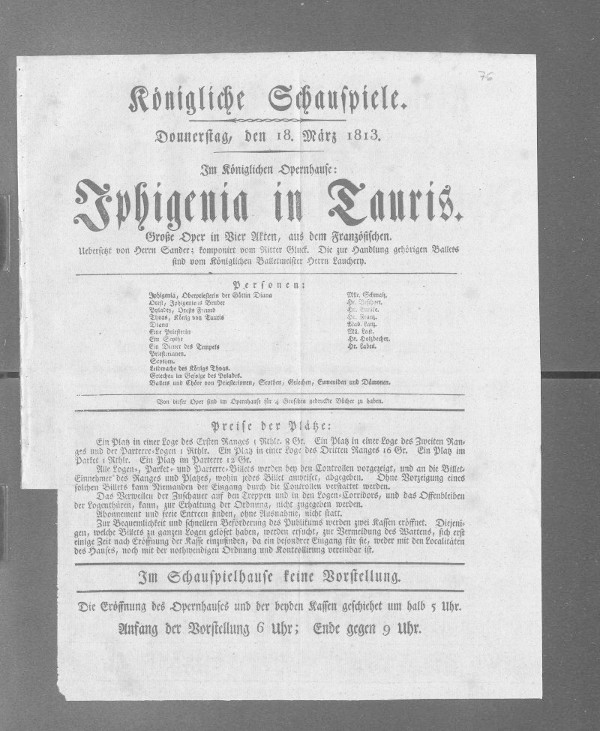 76
Königliche Schauspiele.
Donnerstag, den 18. März 1813.
Im Königlichen Opernhause:
Iphigenia in Tauris.
Große Oper in Vier Akten, aus dem Französischen.
Uebersetzt von Herrn Sander; komponirt vom Ritter Gluck. Die zur Handlung gehörigen Ballets
sind vom Königlichen Balletmeister Herrn Lauchery.
Personen:
Iphigenia, Oberpriesterin der Göttin Diana Mlle. Schmalz.
Orest, Iphigeniens Bruder Hr.
Pylades, Orests Freund Hr.
Thoas, König von Tauris Hr.
Diana Mad. Lanz.
Eine Priesterin
Ein Scythe Hr. Holzbecher.
Ein Diener des Tempels Hr. Labes.
Priesterinnen.
Scythen.
Leibwache des Königs Thoas.
Griechen im Gefolge des Pylades.
Ballets und Chöre von Priesterinnen, Scythen, Griechen, Eumeniden und Dämonen.
Von dieser Oper sind im Opernhause für 4 Groschen gedruckte Bücher zu haben.
Preise der Plätze:
Ein Platz in einer Loge des Ersten Ranges 1 Rthlr. 8 Gr. Ein Platz in einer Loge des Zweiten Ran-
ges und der Parterre-Logen 1 Rthlr. Ein Platz in einer Loge des Dritten Ranges 16 Gr. Ein Platz im
Parket 1 Rthlr. Ein Platz im Parterre 12 Gr.
Alle Logen-, Parket- und Parterre-Billets werden bey den Controllen vorgezeigt, und an die Billet-
Einnehmer des Ranges und Platzes, wohin jedes Billet anweiset, abgegeben. Ohne Vorzeigung eines
solchen Billets kann Niemanden der Eingang durch die Controllen verstattet werden.
Das Verweilen der Zuschauer auf den Treppen und in den Logen-Corridors, und das Offenbleiben
der Logenthüren, kann, zur Erhaltung der Ordnung, nicht zugegeben werden.
Abonnement und freie Entreen finden, ohne Ausnahme, nicht statt.
Zur Bequemlichkeit und schnellern Beförderung des Publikums werden zwei Kassen eröffnet. Diejeni-
gen, welche Billets zu ganzen Logen gelöset haben, werden ersucht, zur Vermeidung des Wartens, sich erst
einige Zeit nach Eröffnung der Kasse einzufinden, da ein besondrer Eingang für sie, weder mit den Localitäten
des Hauses, noch mit der nothwendigen Ordnung und Kontrollirung vereinbar ist.
Im Schauspielhause keine Vorstellung.
Die Eröffnung des Opernhauses und der beyden Kassen geschiehet um halb 5 Uhr.
Anfang der Vorstellung 6 Uhr; Ende gegen 9 Uhr.